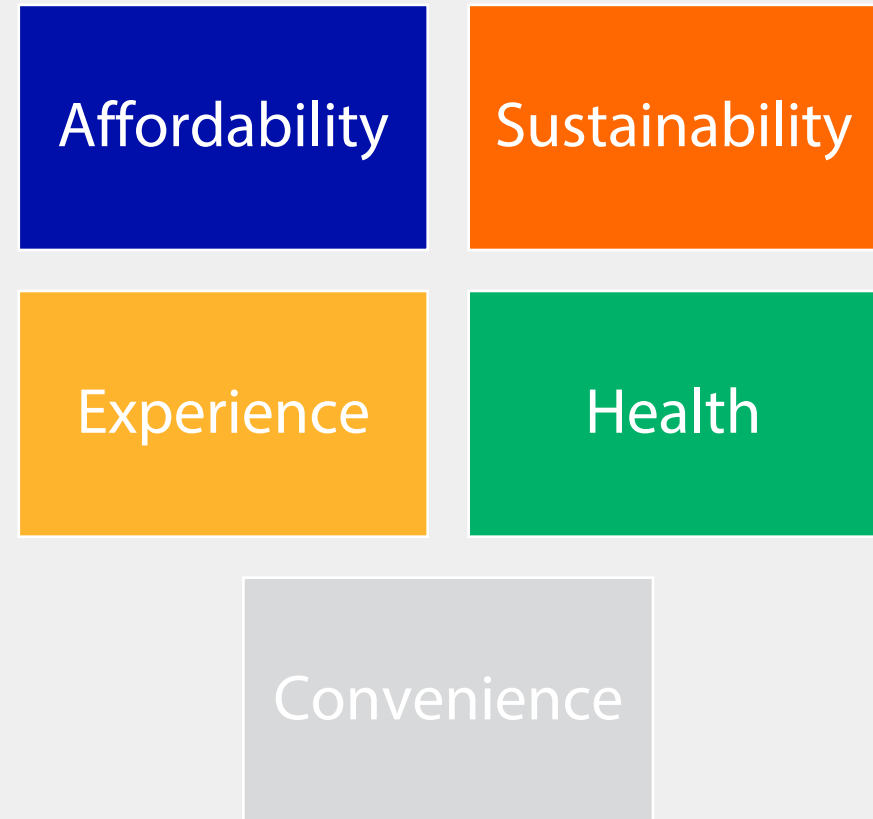 Affordability
Sustainability
Experience
Health
Convenience